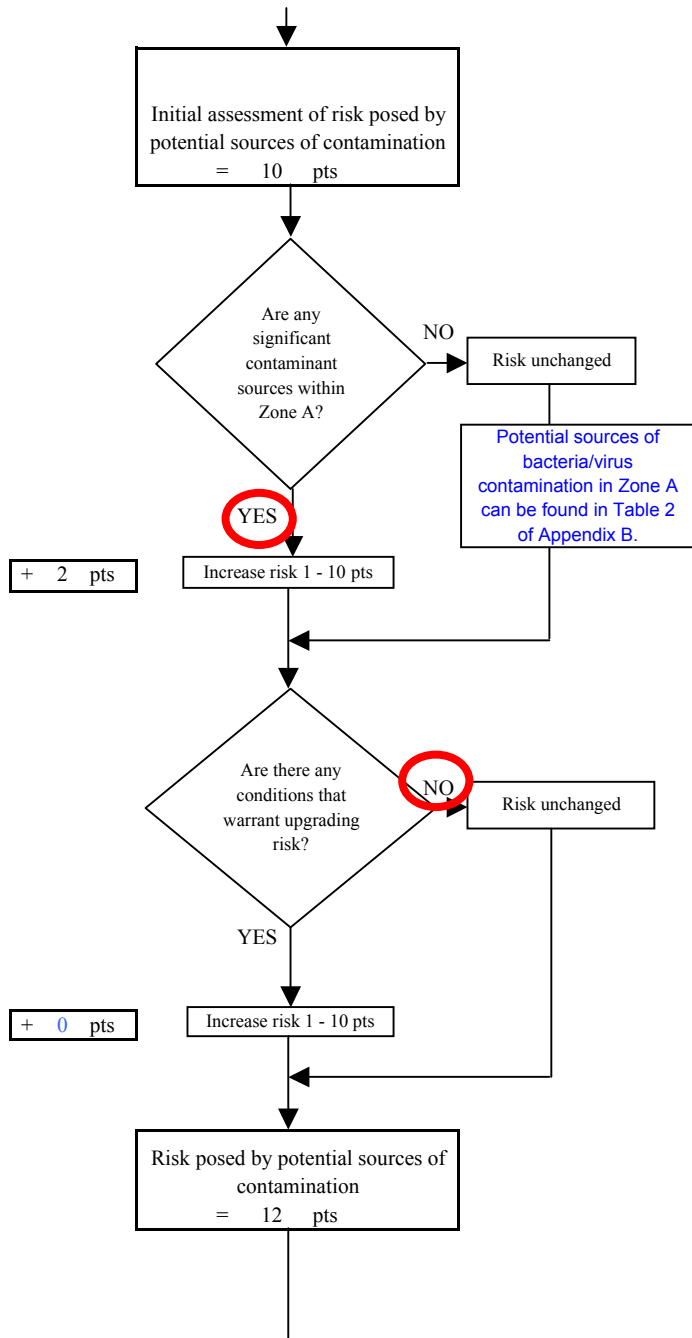 Initial assessment of risk posed by
potential sources of contamination
= 10 pts
Are any
significant
contaminant
sources within
Zone A?
NO
Risk unchanged
Potential sources of
bacteria/virus
contamination in Zone A
can be found in Table 2
of Appendix B.
YES
+ 2 pts
Increase risk 1 - 10 pts
Are there any
conditions that
warrant upgrading
risk?
NO
Risk unchanged
YES
+ 0 pts
Increase risk 1 - 10 pts
Risk posed by potential sources of
contamination
= 12 pts